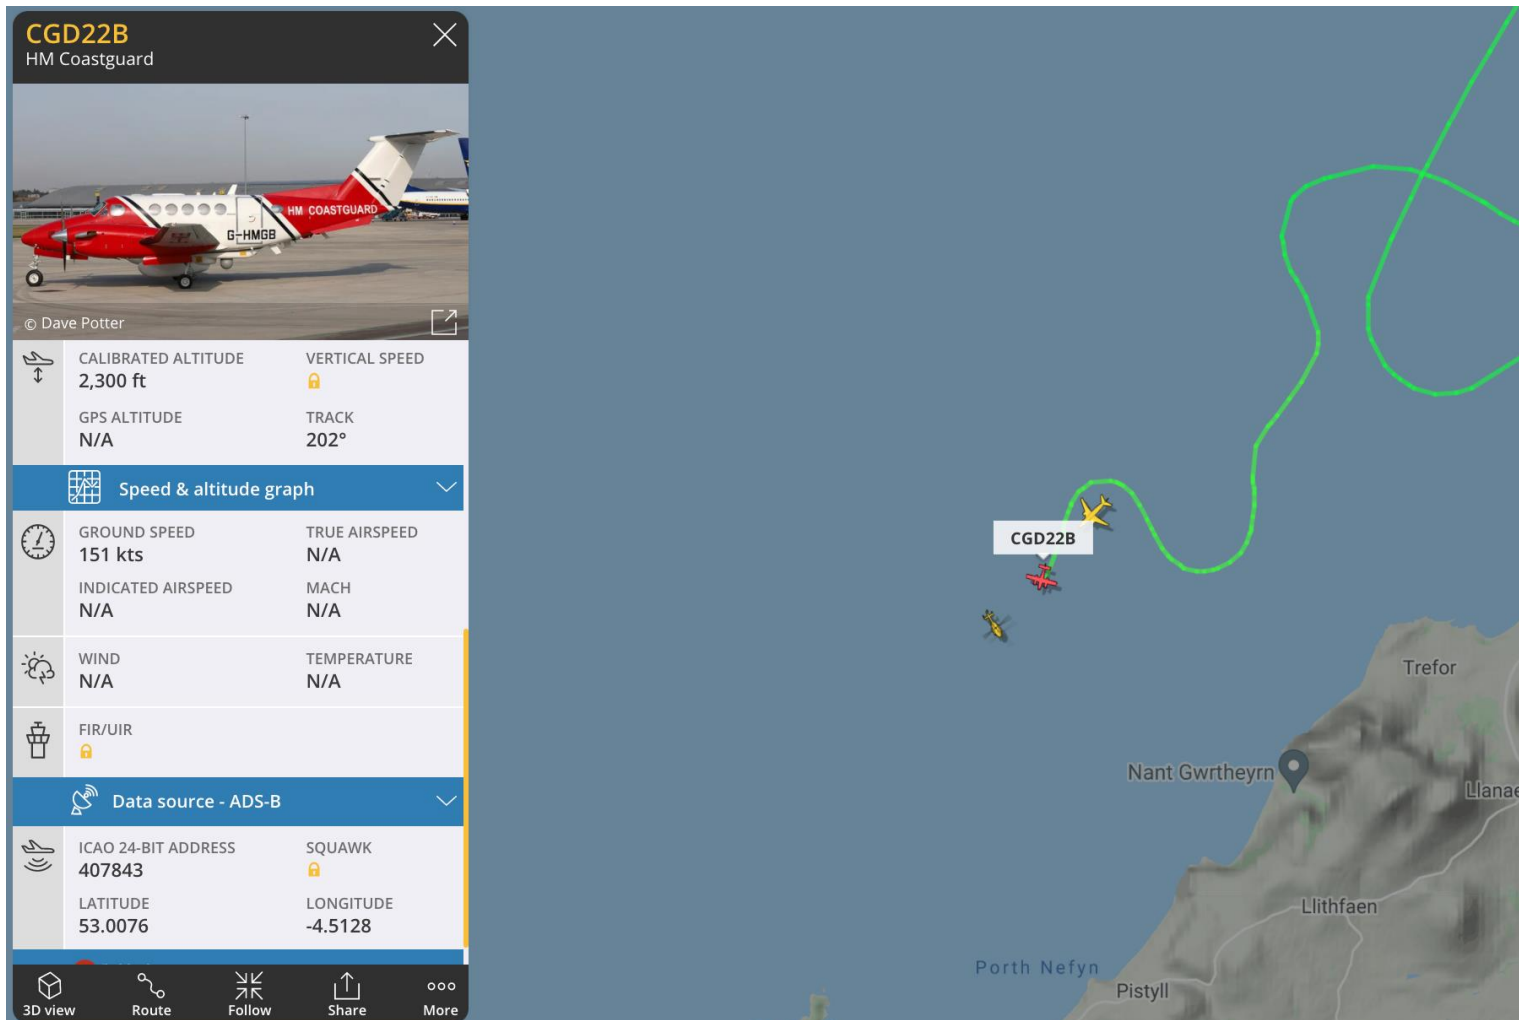 CGD22B
HM Coastguard
HM COASTGUARD
G-HMGB
© Dave Potter
CALIBRATED ALTITUDE VERTICAL SPEED
2,300 ft
GPS ALTITUDE TRACK
N/A 202°
Speed & altitude graph
GROUND SPEED TRUE AIRSPEED
151 kts N/A
INDICATED AIRSPEED MACH
N/A N/A
WIND TEMPERATURE
N/A N/A
FIR/UIR
Data source - ADS-B
ICAO 24-BIT ADDRESS SQUAWK
407843
LATITUDE LONGITUDE
53.0076 -4.5128
3D view Route Follow Share More
CGD22B
Trefor
Nant Gwrtheyrn
Llanae
Llithfaen
Porth Nefyn
Pistyll